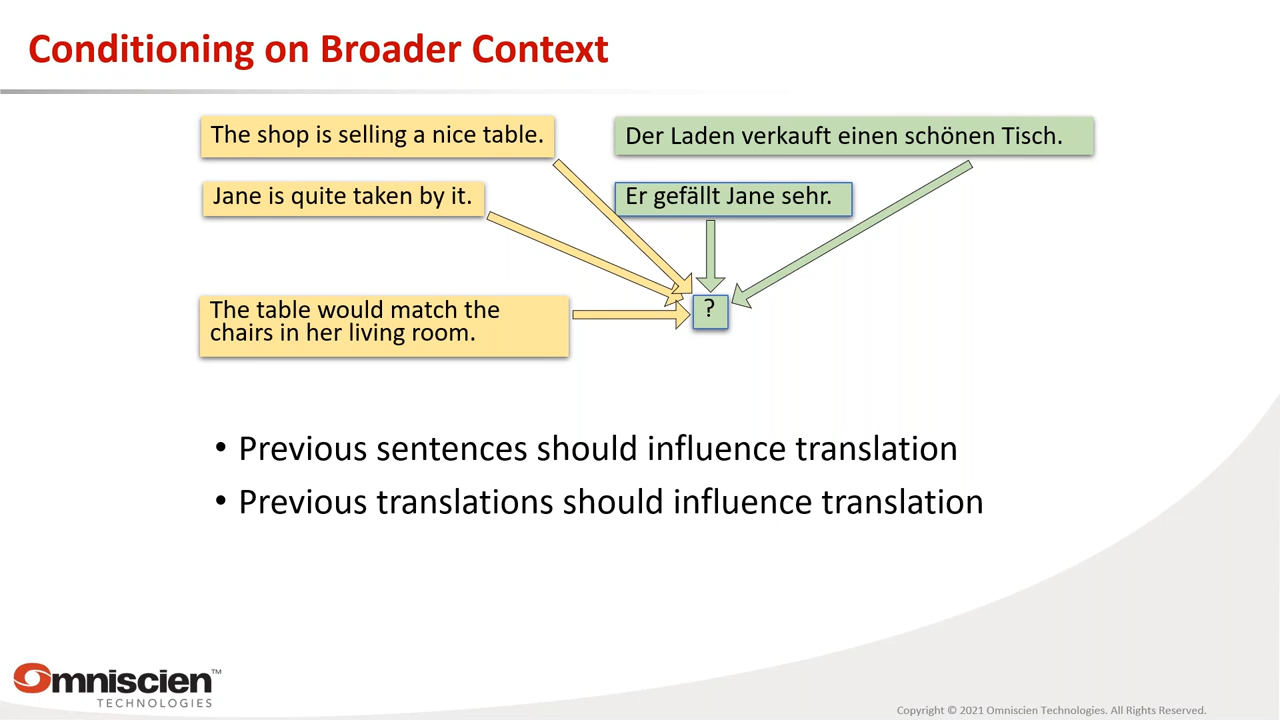 Conditioning on Broader Context
The shop is selling a nice table.
Der Laden verkauft einen schönen Tisch.
Jane is quite taken by it.
Er gefällt Jane sehr.
The table would match the
chairs in her living room.
?
• Previous sentences should influence translation
• Previous translations should influence translation
Omniscien™
TECHNOLOGIES
Copyright © 2021 Omniscien Technologies. All Rights Reserved.